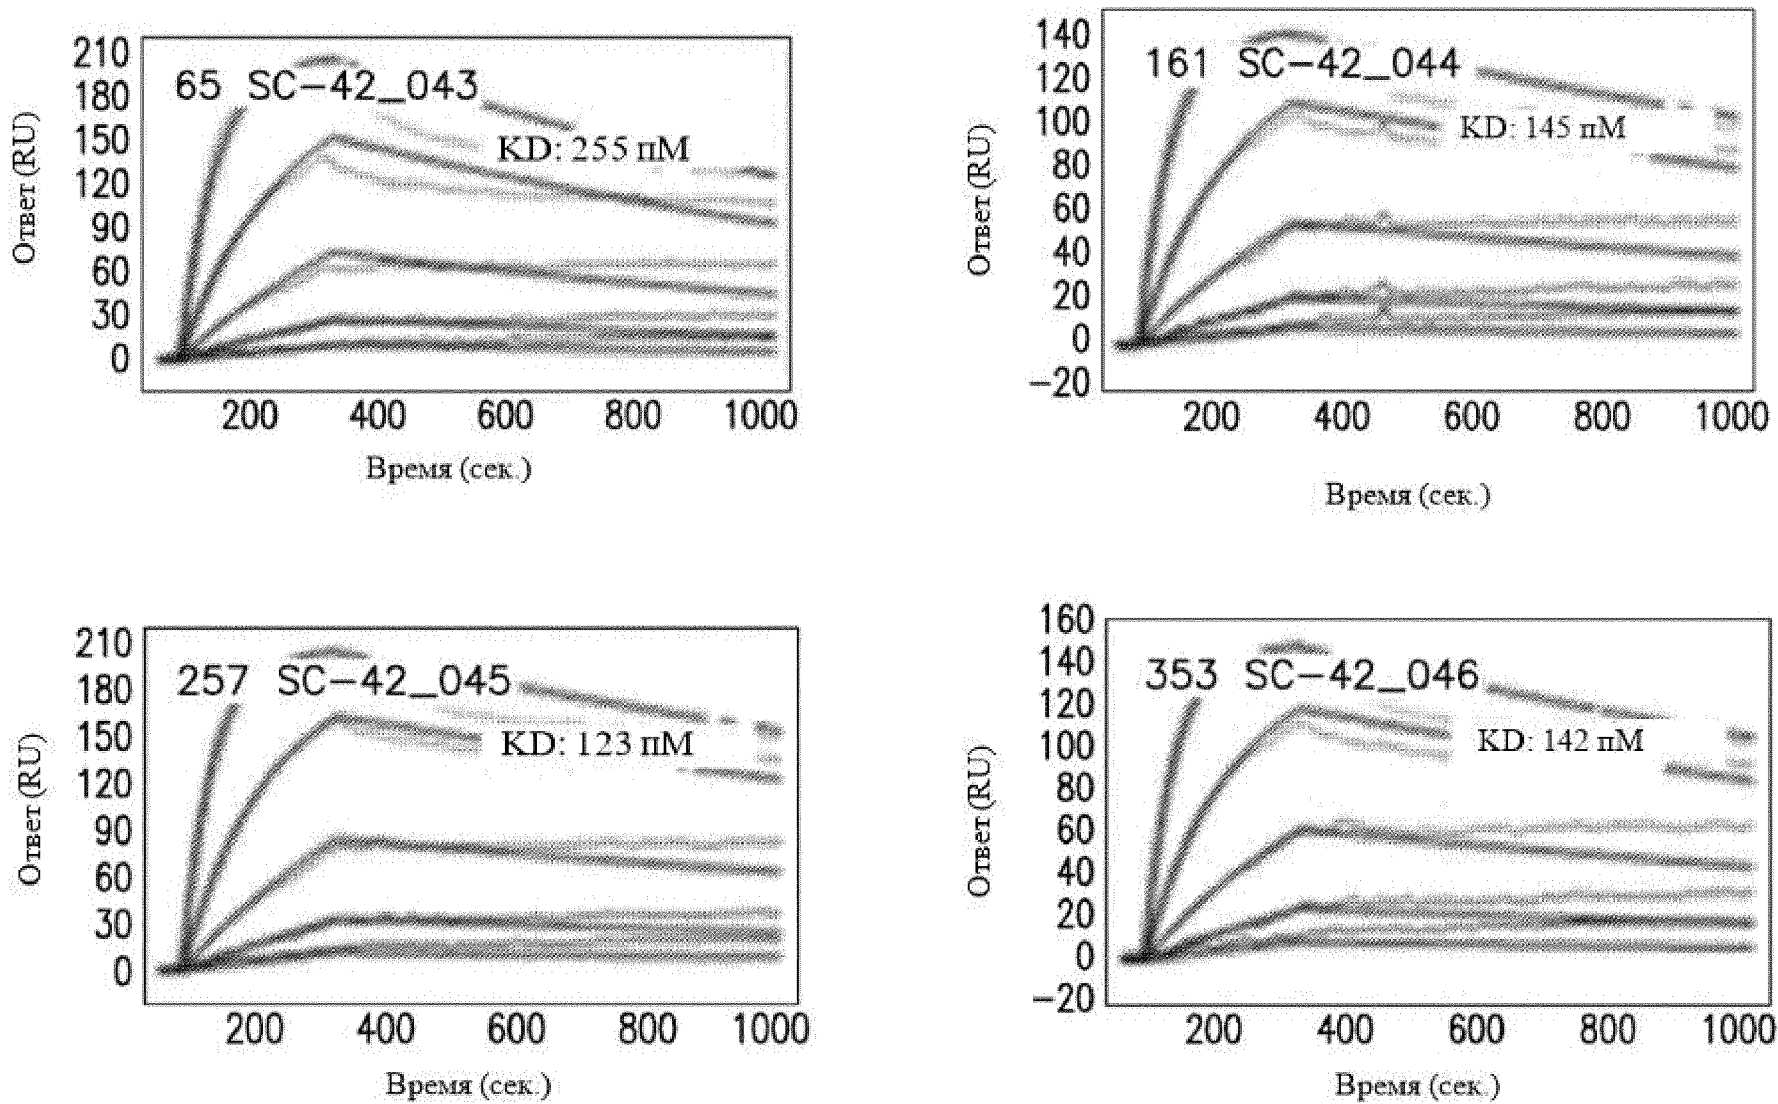 210
180
150
120
90
60
30
0
Ответ (RU)
65 SC-42_043
KD: 255 пМ
200 400 600 800 1000
Время (сек.)
140
120
100
80
60
40
20
0
-20
Ответ (RU)
161 SC-42_044
KD: 145 пМ
200 400 600 800 1000
Время (сек.)
210
180
150
120
90
60
30
0
Ответ (RU)
257 SC-42_045
KD: 123 пМ
200 400 600 800 1000
Время (сек.)
160
140
120
100
80
60
40
20
0
-20
Ответ (RU)
353 SC-42_046
KD: 142 пМ
200 400 600 800 1000
Время (сек.)